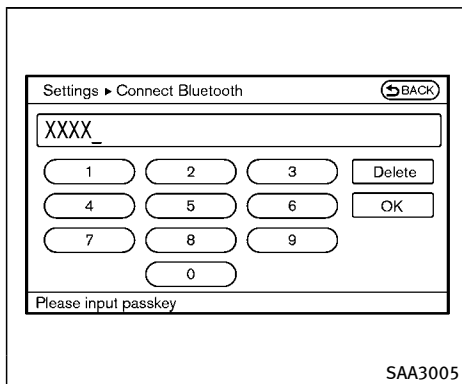 Settings ▶ Connect Bluetooth BACK
XXXX_
1 2 3 Delete
4 5 6 OK
7 8 9
0
Please input passkey
SAA3005